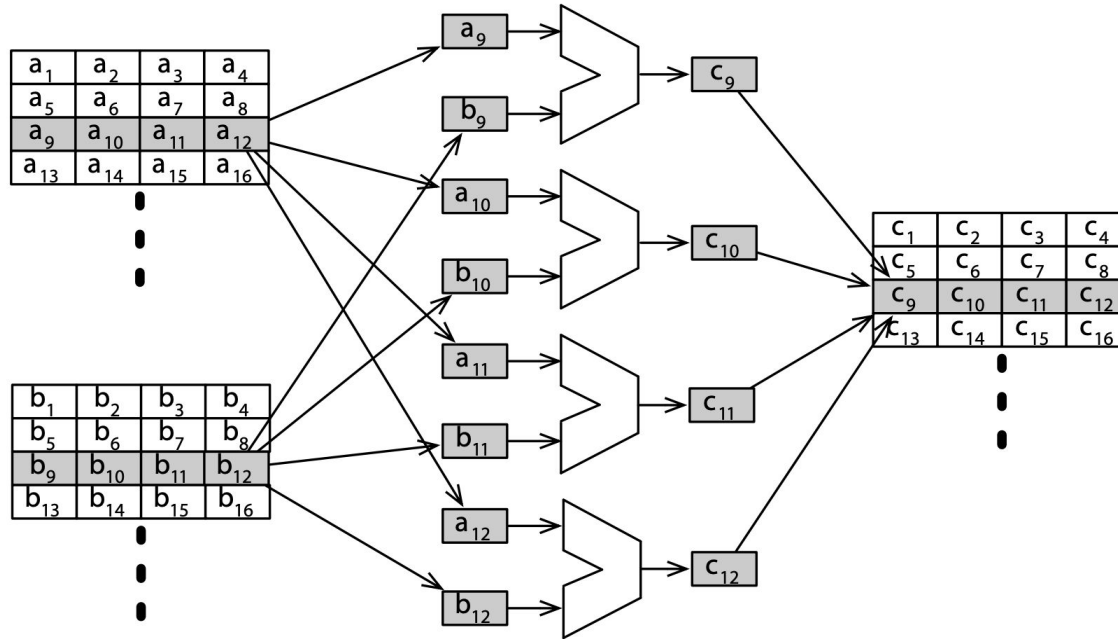 a₁ a₂ a₃ a₄
a₅ a₆ a₇ a₈
a₉ a₁₀ a₁₁ a₁₂
a₁₃ a₁₄ a₁₅ a₁₆
b₁ b₂ b₃ b₄
b₅ b₆ b₇ b₈
b₉ b₁₀ b₁₁ b₁₂
b₁₃ b₁₄ b₁₅ b₁₆
a₉
b₉
a₁₀
b₁₀
a₁₁
b₁₁
a₁₂
b₁₂
c₉
c₁₀
c₁₁
c₁₂
c₁ c₂ c₃ c₄
c₅ c₆ c₇ c₈
c₉ c₁₀ c₁₁ c₁₂
c₁₃ c₁₄ c₁₅ c₁₆